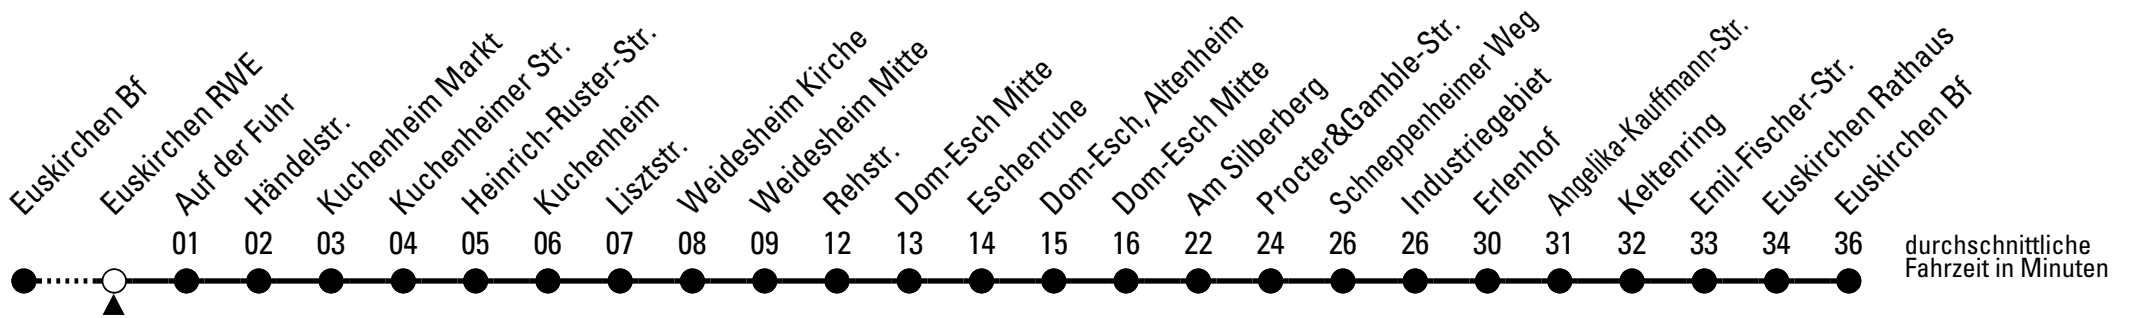 Euskirchen Bf
Euskirchen RWE
Auf der Fuhr
Händelstr.
Kuchenheim Markt
Kuchenheimer Str.
Heinrich-Ruster-Str.
Kuchenheim
Lisztstr.
Weidesheim Kirche
Weidesheim Mitte
Rehstr.
Dom-Esch Mitte
Eschenruhe
Dom-Esch, Altenheim
Dom-Esch Mitte
Am Silberberg
Procter&Gamble-Str.
Schneppenheimer Weg
Industriegebiet
Erlenhof
Angelika-Kauffmann-Str.
Keltenring
Emil-Fischer-Str.
Euskirchen Rathaus
Euskirchen Bf
01 02 03 04 05 06 07 08 09 12 13 14 15 16 22 24 26 26 30 31 32 33 34 36
durchschnittliche
Fahrzeit in Minuten